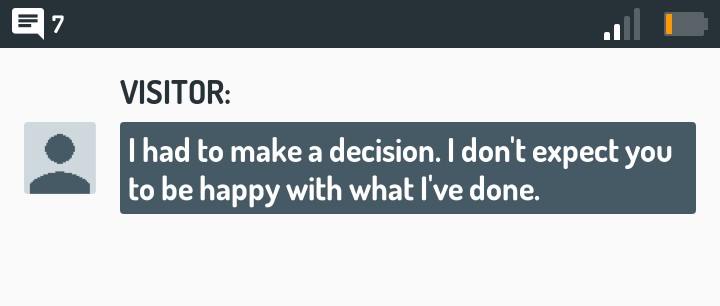 7
VISITOR:
I had to make a decision. I don't expect you
to be happy with what I've done.